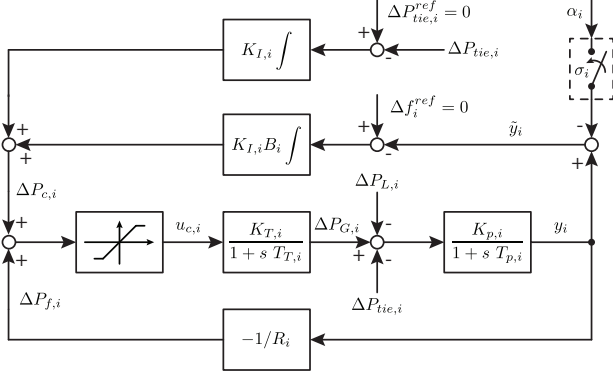 ΔP_{tie,i}^{ref} = 0
α_i
+
-
K_{I,i} ∫
ΔP_{tie,i}
σ_i
Δf_i^{ref} = 0
+
-
+
+
K_{I,i}B_i ∫
ỹ_i
-
+
ΔP_{c,i}
ΔP_{L,i}
+
+
u_{c,i}
K_{T,i} / 1 + s T_{T,i}
ΔP_{G,i}
-
+
-
K_{p,i} / 1 + s T_{p,i}
y_i
ΔP_{f,i}
ΔP_{tie,i}
−1/R_i